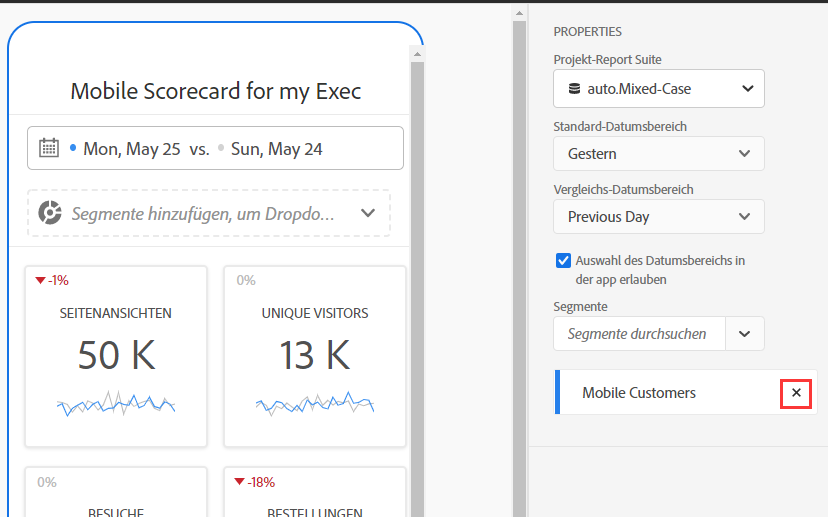 Mobile Scorecard for my Exec
Mon, May 25 vs. Sun, May 24
Segmente hinzufügen, um Dropdo...
-1%
SEITENANSICHTEN
50 K
0%
UNIQUE VISITORS
13 K
0%
BESUCHE
-18%
BESTELLUNGEN
PROPERTIES
Projekt-Report Suite
auto.Mixed-Case
Standard-Datumsbereich
Gestern
Vergleichs-Datumsbereich
Previous Day
Auswahl des Datumsbereichs in
der app erlauben
Segmente
Segmente durchsuchen
Mobile Customers